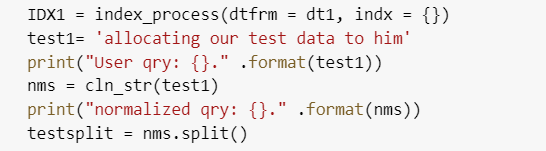 IDX1 = index_process(dtfrm = dt1, indx = {})
test1= 'allocating our test data to him'
print("User qry: {}." .format(test1))
nms = cln_str(test1)
print("normalized qry: {}." .format(nms))
testsplit = nms.split()